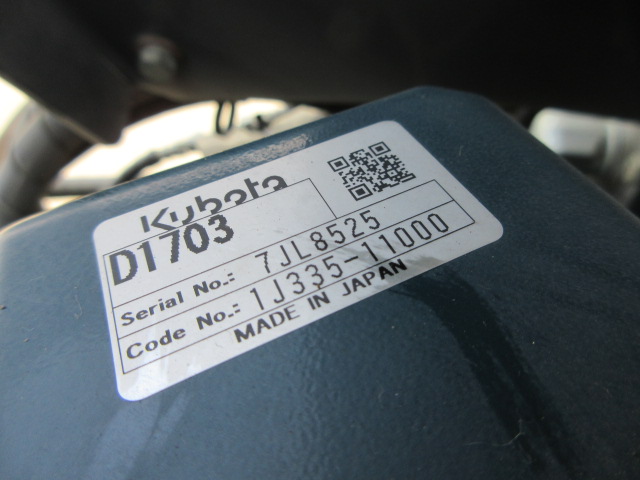 Kubota
D1703
Serial No.: 7JL8525
Code No.: 1J335-11000
MADE IN JAPAN